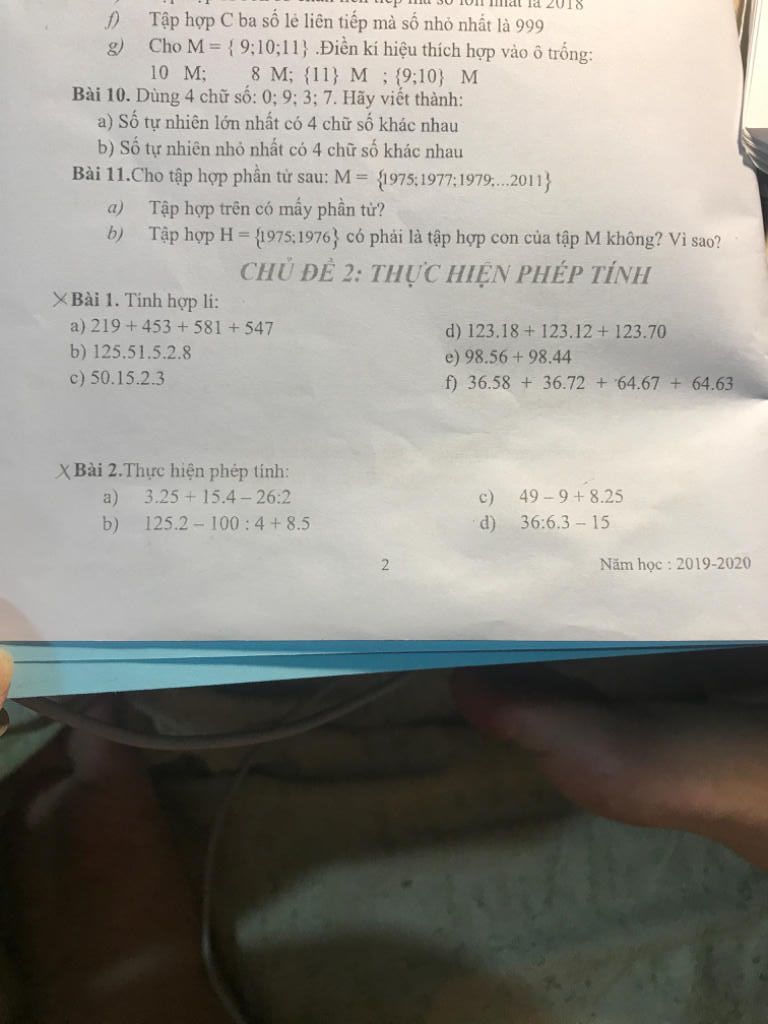 số lớn nhất là 2018
f) Tập hợp C ba số lẻ liên tiếp mà số nhỏ nhất là 999
g) Cho M = { 9;10;11} .Điền kí hiệu thích hợp vào ô trống:
10 M; 8 M; {11} M ; {9;10} M
Bài 10. Dùng 4 chữ số: 0; 9; 3; 7. Hãy viết thành:
a) Số tự nhiên lớn nhất có 4 chữ số khác nhau
b) Số tự nhiên nhỏ nhất có 4 chữ số khác nhau
Bài 11.Cho tập hợp phần tử sau: M = {1975;1977;1979;...2011}
a) Tập hợp trên có mấy phần tử?
b) Tập hợp H = {1975;1976} có phải là tập hợp con của tập M không? Vì sao?
CHỦ ĐỀ 2: THỰC HIỆN PHÉP TÍNH
X Bài 1. Tính hợp lí:
a) 219 + 453 + 581 + 547
b) 125.51.5.2.8
c) 50.15.2.3
d) 123.18 + 123.12 + 123.70
e) 98.56 + 98.44
f) 36.58 + 36.72 + 64.67 + 64.63
X Bài 2.Thực hiện phép tính:
a) 3.25 + 15.4 – 26:2
b) 125.2 – 100 : 4 + 8.5
c) 49 – 9 + 8.25
d) 36:6.3 – 15
2
Năm học : 2019-2020